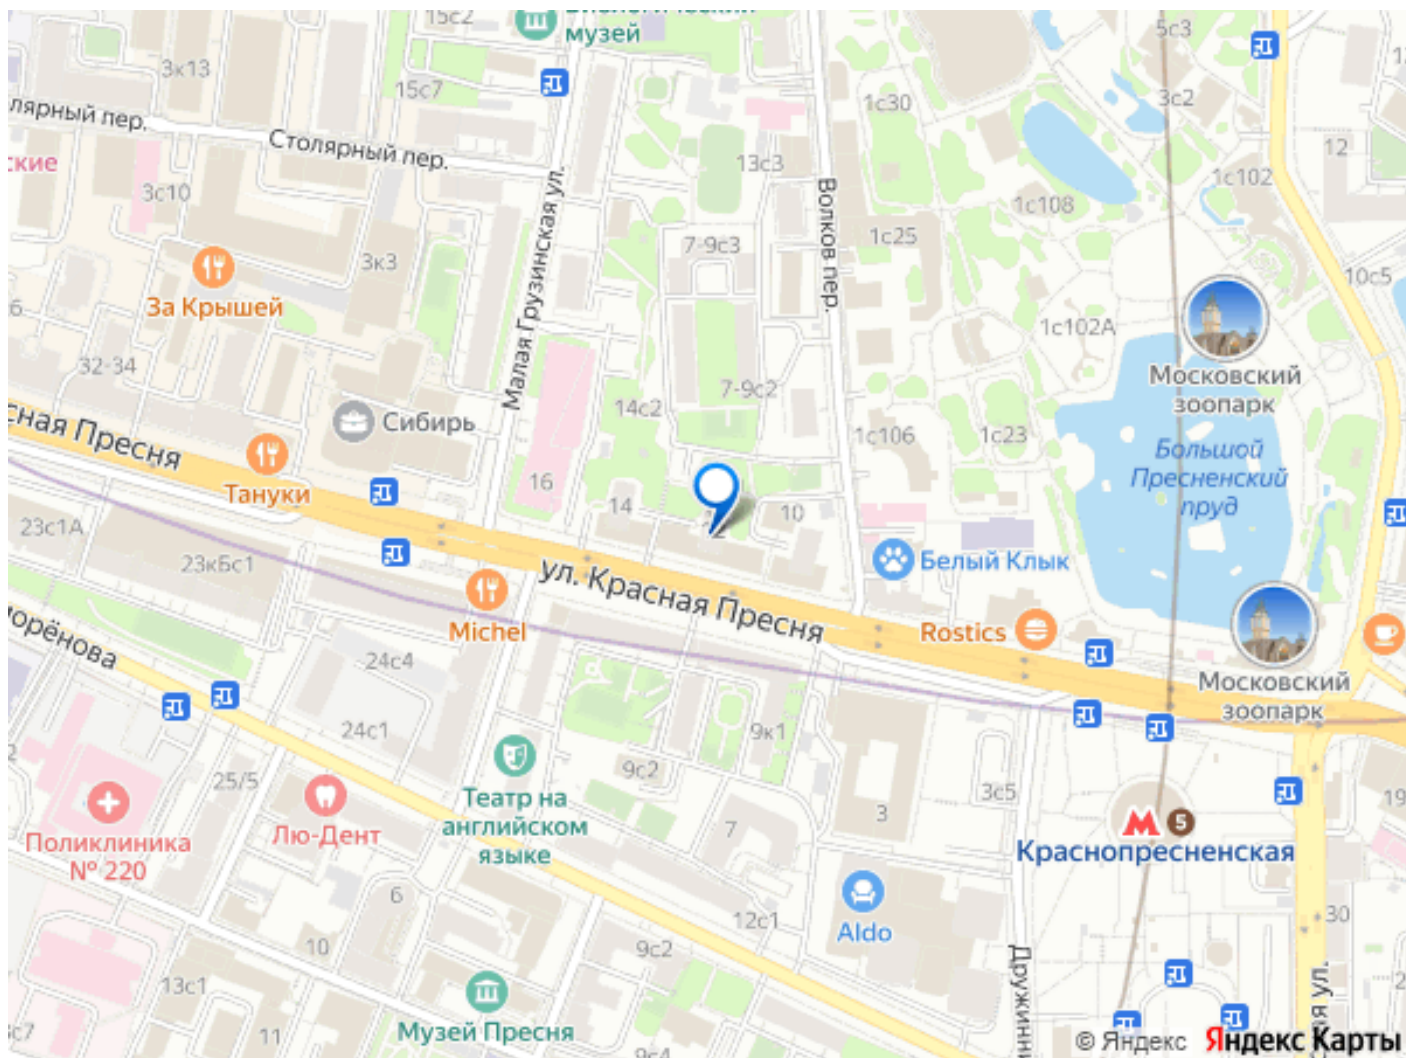 15с2
музей
5с3
3к13
15с7
1с30
3с2
12
лярный пер.
Столярный пер.
ские
13с3
1с102
3с10
Малая Грузинская ул.
Волков пер.
1с108
7-9с3
1с25
3к3
10с5
За Крышей
6
1с102А
32-34
Московский
зоопарк
7-9с2
14с2
Сибирь
1с106
1с23
сная Пресня
Большой
Пресненский
пруд
Тануки
16
14
10
23с1А
23кБс1
ул. Красная Пресня
Белый Клык
Michel
Rostics
орёнова
24с4
Московский
зоопарк
24с1
9к1
9с2
25/5
3с5
Театр на
английском
языке
3
7
19
5
Поликлиника
№ 220
Лю-Дент
Краснопресненская
6
12с1
30
Aldo
10
9с2
13с1
Музей Пресня
11
9с4
© Яндекс
Яндекс Карты